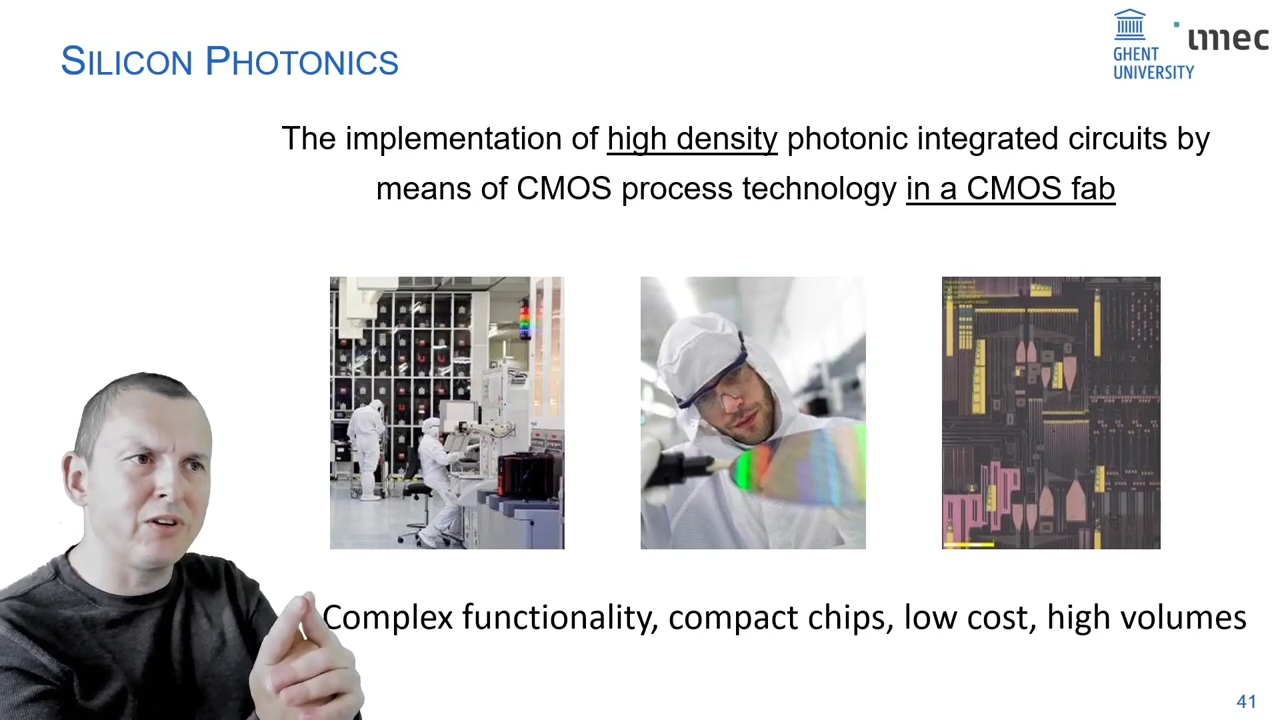 SILICON PHOTONICS
GHENT
UNIVERSITY
imec
The implementation of high density photonic integrated circuits by
means of CMOS process technology in a CMOS fab
Complex functionality, compact chips, low cost, high volumes
41